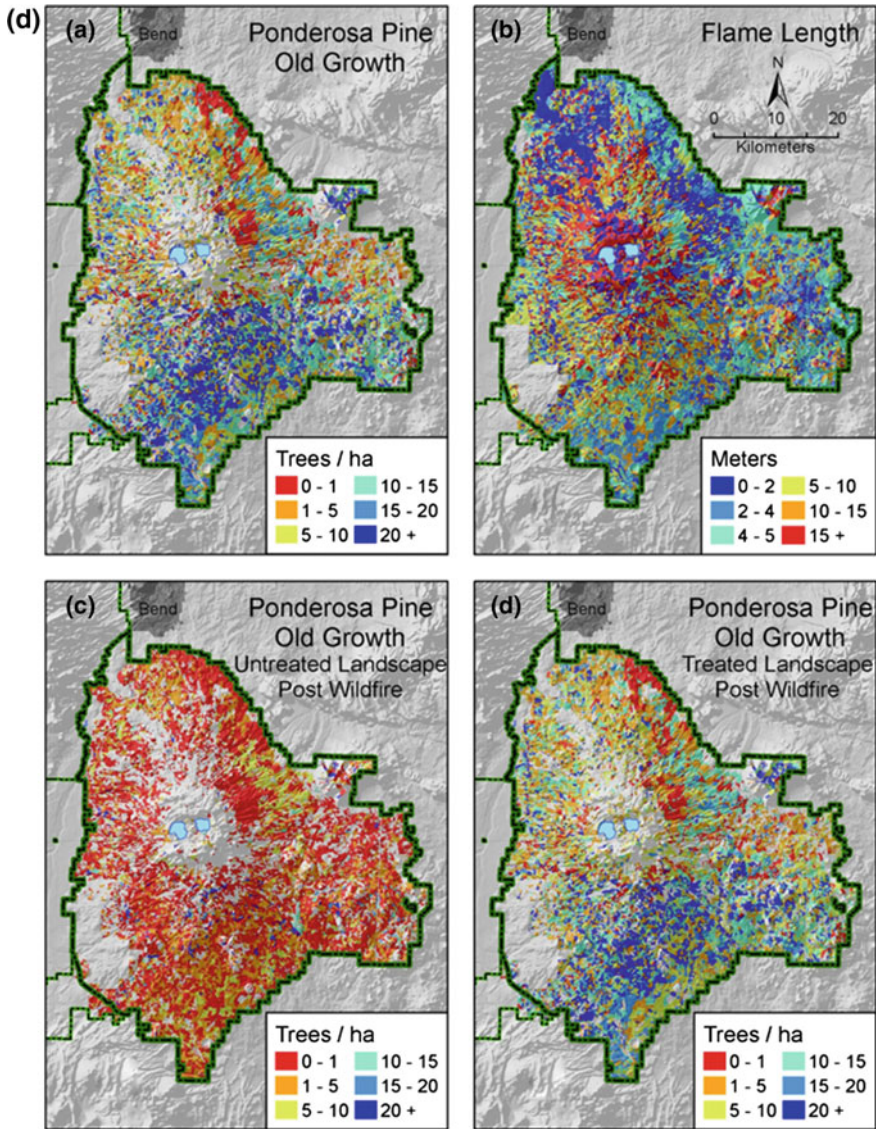 (d)
(a)
Bend
Ponderosa Pine
Old Growth
Trees / ha
0 - 1
10 - 15
1 - 5
15 - 20
5 - 10
20 +
(b)
Bend
Flame Length
N
0
10
20
Kilometers
Meters
0 - 2
5 - 10
2 - 4
10 - 15
4 - 5
15 +
(c)
Bend
Ponderosa Pine
Old Growth
Untreated Landscape
Post Wildfire
Trees / ha
0 - 1
10 - 15
1 - 5
15 - 20
5 - 10
20 +
(d)
Bend
Ponderosa Pine
Old Growth
Treated Landscape
Post Wildfire
Trees / ha
0 - 1
10 - 15
1 - 5
15 - 20
5 - 10
20 +